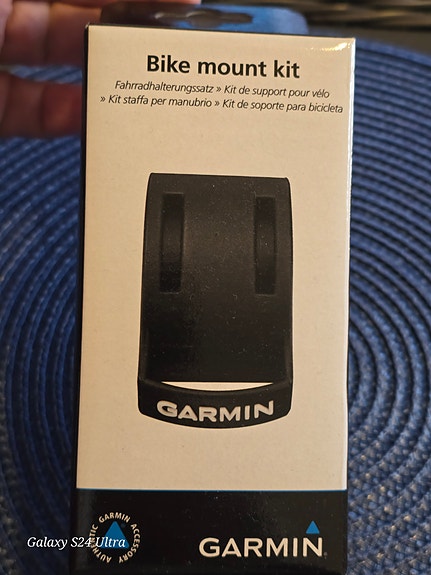 Bike mount kit
Fahrradhalterungssatz » Kit de support pour vélo
» Kit staffa per manubrio » Kit de soporte para bicicleta
GARMIN
AUTHENTIC GARMIN ACCESSORY
Galaxy S24 Ultra
GARMIN